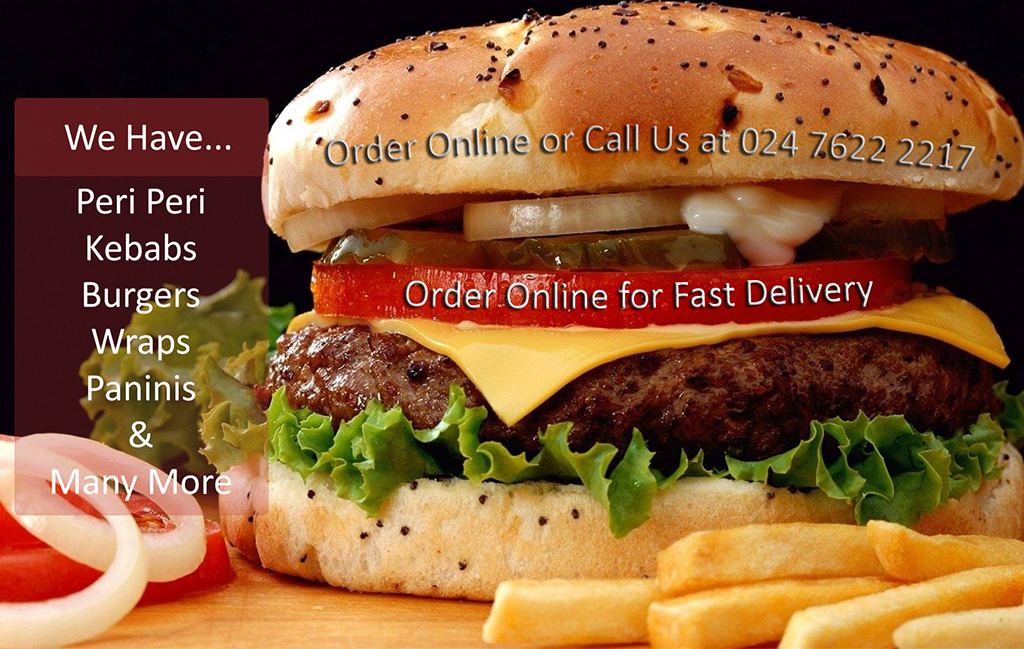 We Have...
Peri Peri
Kebabs
Burgers
Wraps
Paninis
&
Many More
Order Online or Call Us at 024 7622 2217
Order Online for Fast Delivery